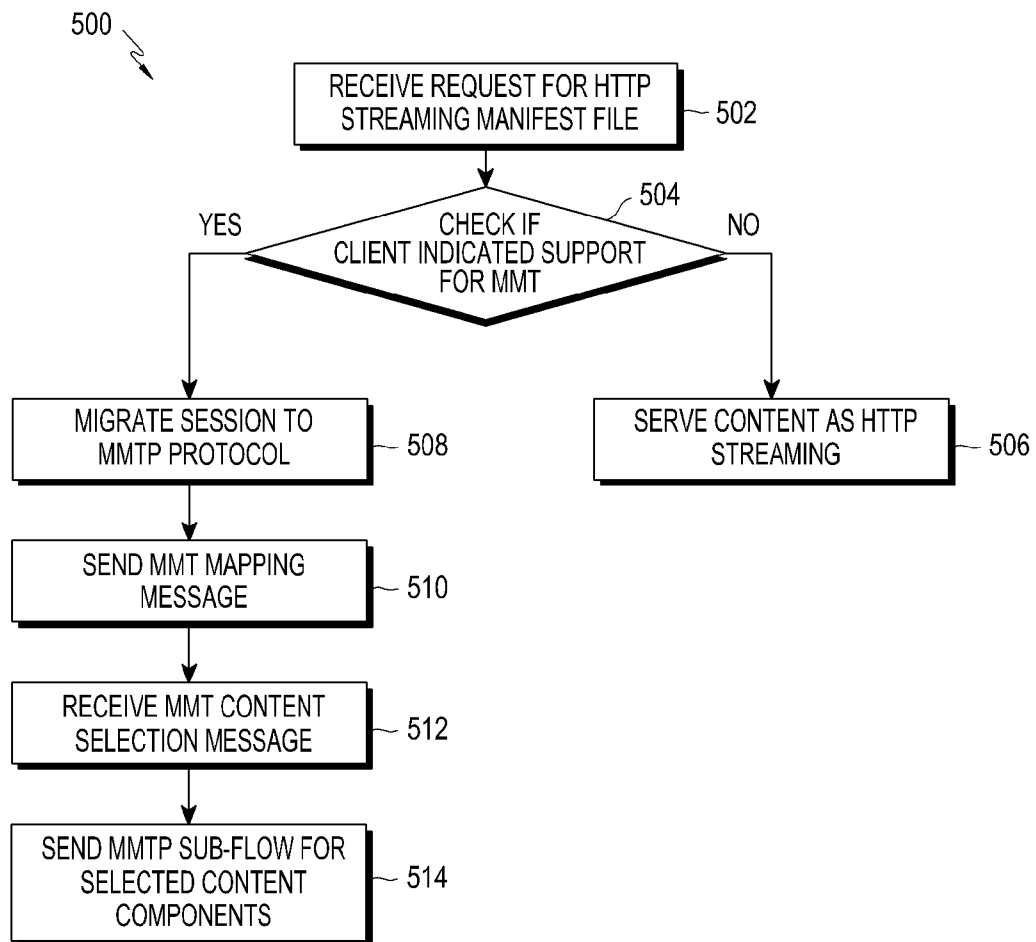 500
RECEIVE REQUEST FOR HTTP
STREAMING MANIFEST FILE
502
504
YES
CHECK IF
CLIENT INDICATED SUPPORT
FOR MMT
NO
MIGRATE SESSION TO
MMTP PROTOCOL
508
SERVE CONTENT AS HTTP
STREAMING
506
SEND MMT MAPPING
MESSAGE
510
RECEIVE MMT CONTENT
SELECTION MESSAGE
512
SEND MMTP SUB-FLOW FOR
SELECTED CONTENT
COMPONENTS
514